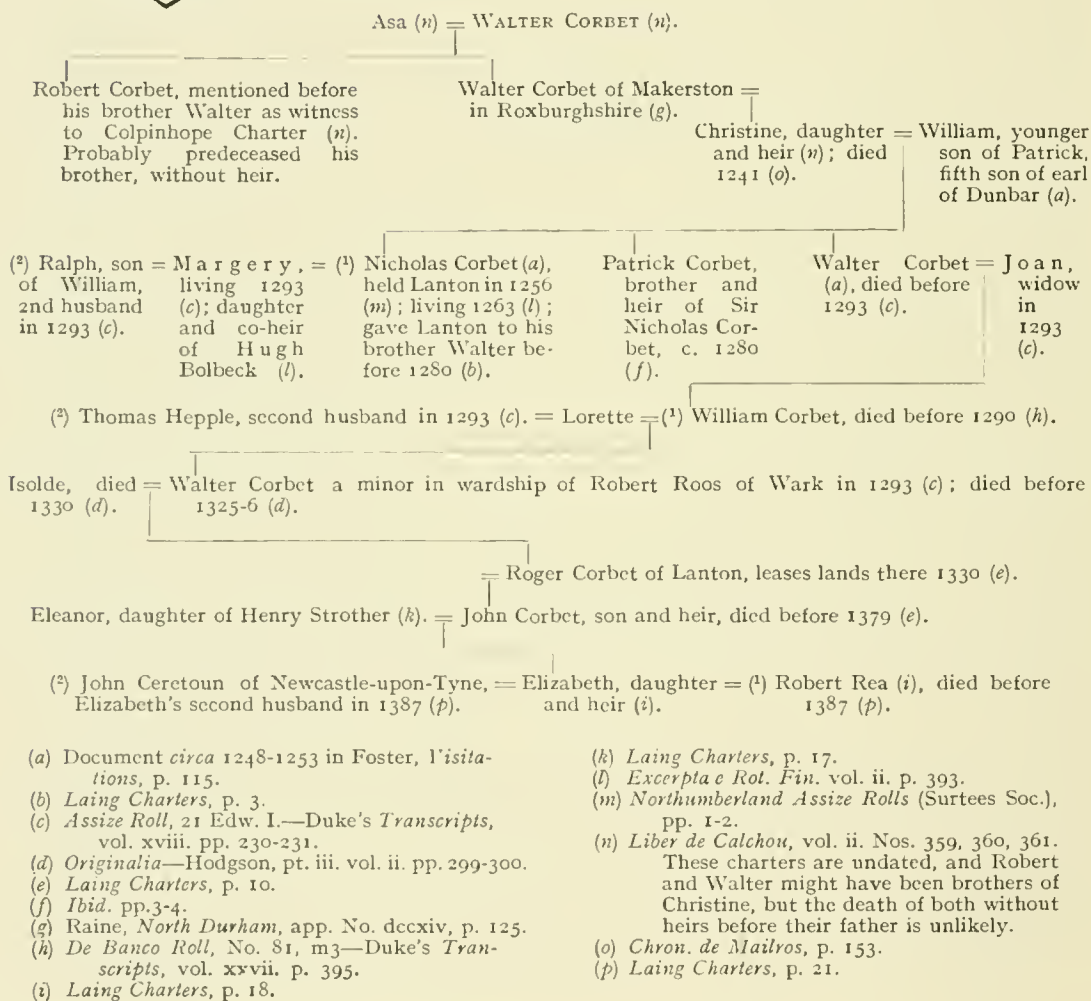 Asa (n) = WALTER CORBET (n).
Robert Corbet, mentioned before
his brother Walter as witness
to Colpinhope Charter (n).
Probably predeceased his
brother, without heir.
Walter Corbet of Makerston =
in Roxburghshire (g).
Christine, daughter
and heir (n); died
1241 (o).
= William, younger
son of Patrick,
fifth son of earl
of Dunbar (a).
(²) Ralph, son
of William,
2nd husband
in 1293 (c).
= Margery, =
living 1293
(c); daughter
and co-heir
of Hugh
Bolbeck (l).
(¹) Nicholas Corbet (a),
held Lanton in 1256
(m); living 1263 (l);
gave Lanton to his
brother Walter be-
fore 1280 (b).
Patrick Corbet,
brother and
heir of Sir
Nicholas Cor-
bet, c. 1280
(f).
Walter Corbet
(a), died before
1293 (c).
= Joan,
widow
in
1293
(c).
(²) Thomas Hepple, second husband in 1293 (c). = Lorette = (¹) William Corbet, died before 1290 (h).
Isolde, died
1330 (d).
= Walter Corbet a minor in wardship of Robert Roos of Wark in 1293 (c); died before
1325-6 (d).
= Roger Corbet of Lanton, leases lands there 1330 (e).
Eleanor, daughter of Henry Strother (k). = John Corbet, son and heir, died before 1379 (e).
(²) John Ceretoun of Newcastle-upon-Tyne,
Elizabeth's second husband in 1387 (p).
= Elizabeth, daughter
and heir (i).
= (¹) Robert Rea (i), died before
1387 (p).
(a) Document circa 1248-1253 in Foster, Visita-
tions, p. 115.
(b) Laing Charters, p. 3.
(c) Assize Roll, 21 Edw. I.—Duke's Transcripts,
vol. xviii. pp. 230-231.
(d) Originalia—Hodgson, pt. iii. vol. ii. pp. 299-300.
(e) Laing Charters, p. 10.
(f) Ibid. pp.3-4.
(g) Raine, North Durham, app. No. dccxiv, p. 125.
(h) De Banco Roll, No. 81, m3—Duke's Tran-
scripts, vol. xxvii. p. 395.
(i) Laing Charters, p. 18.
(k) Laing Charters, p. 17.
(l) Excerpta e Rot. Fin. vol. ii. p. 393.
(m) Northumberland Assize Rolls (Surtees Soc.),
pp. 1-2.
(n) Liber de Calchou, vol. ii. Nos. 359, 360, 361.
These charters are undated, and Robert
and Walter might have been brothers of
Christine, but the death of both without
heirs before their father is unlikely.
(o) Chron. de Mailros, p. 153.
(p) Laing Charters, p. 21.